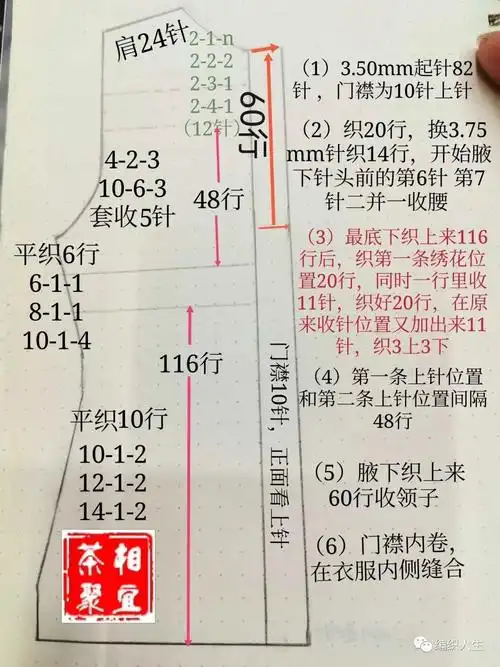 肩24针
2-1-n
2-2-2
2-3-1
2-4-1
（12针）
60行
4-2-3
10-6-3
套收5针
48行
平织6行
6-1-1
8-1-1
10-1-4
116行
平织10行
10-1-2
12-1-2
14-1-2
门襟10针，正面看上针
（1）3.50mm起针82
针，门襟为10针上针
（2）织20行，换3.75
mm针织14行，开始腋
下针头前的第6针 第7
针二并一收腰
（3）最底下织上来116
行后，织第一条绣花位
置20行，同时一行里收
11针，织好20行，在原
来收针位置又加出来11
针，织3上3下
（4）第一条上针位置
和第二条上针位置间隔
48行
（5）腋下织上来
60行收领子
（6）门襟内卷，
在衣服内侧缝合
相宜
茶聚
编织人生